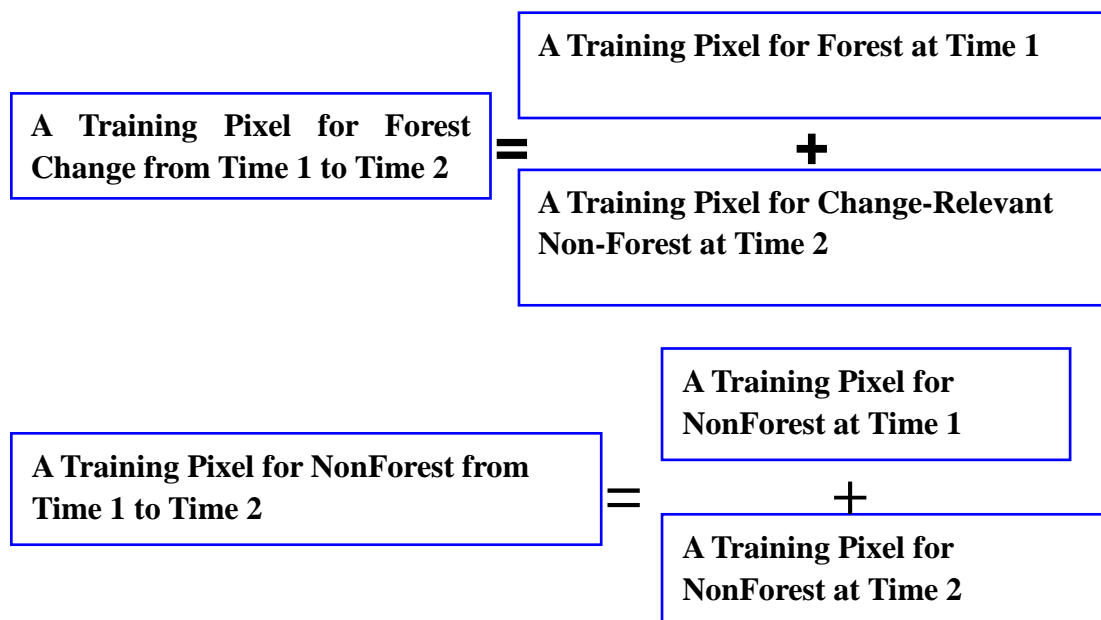 A Training Pixel for Forest
Change from Time 1 to Time 2
=
A Training Pixel for Forest at Time 1
+
A Training Pixel for Change-Relevant
Non-Forest at Time 2
A Training Pixel for NonForest from
Time 1 to Time 2
=
A Training Pixel for
NonForest at Time 1
+
A Training Pixel for
NonForest at Time 2